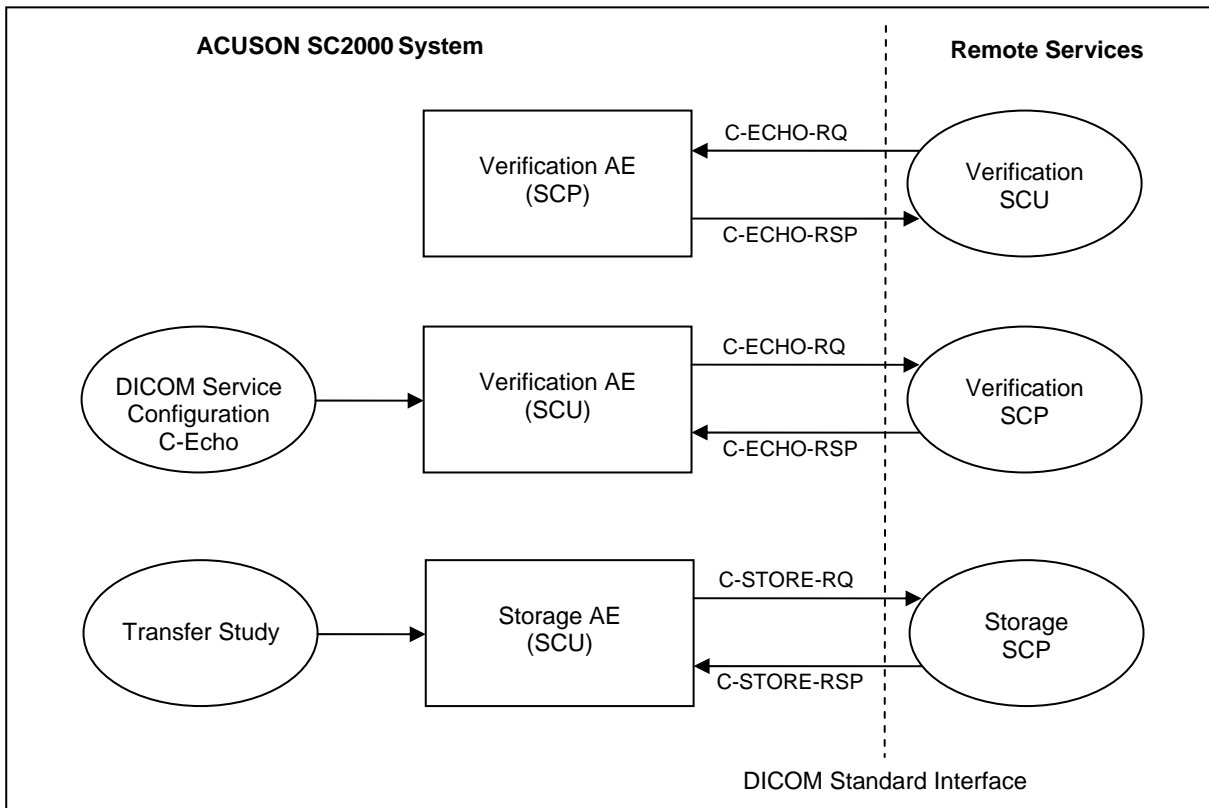 ACUSON SC2000 System
Remote Services
Verification AE
(SCP)
C-ECHO-RQ
C-ECHO-RSP
Verification
SCU
DICOM Service
Configuration
C-Echo
Verification AE
(SCU)
C-ECHO-RQ
C-ECHO-RSP
Verification
SCP
Transfer Study
Storage AE
(SCU)
C-STORE-RQ
C-STORE-RSP
Storage
SCP
DICOM Standard Interface